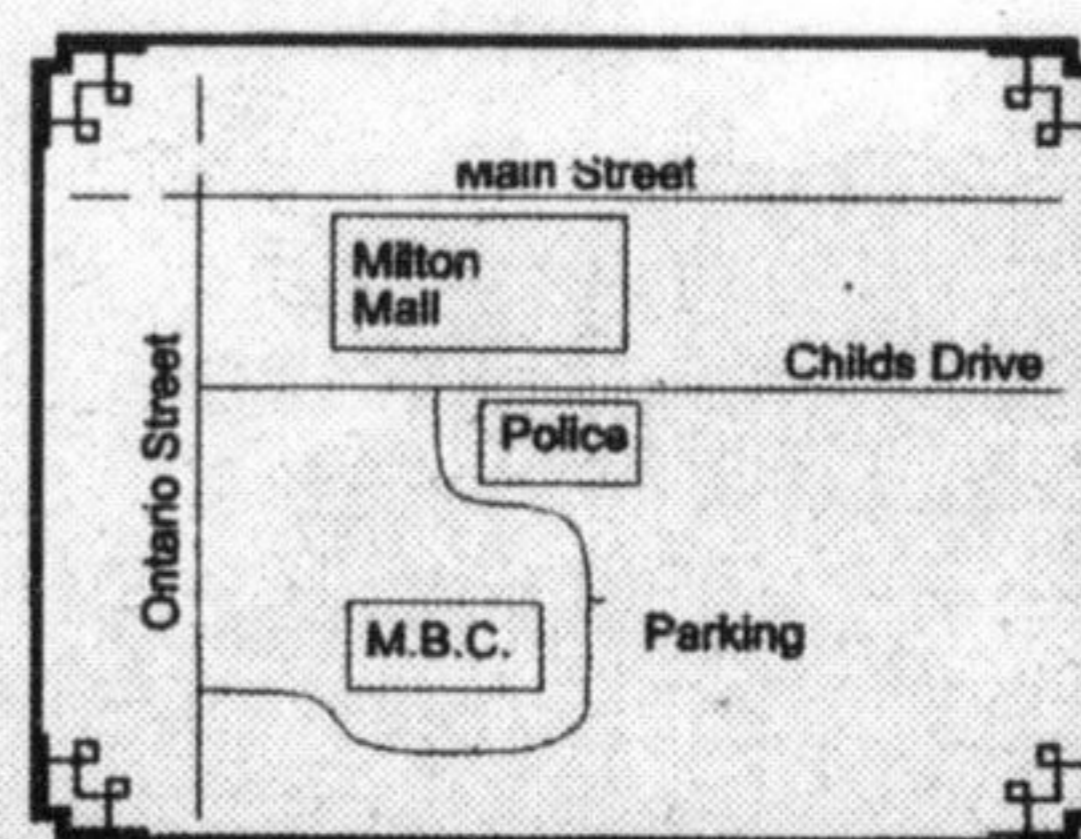 Main Street
Milton
Mall
Childs Drive
Police
Ontario Street
M.B.C.
Parking